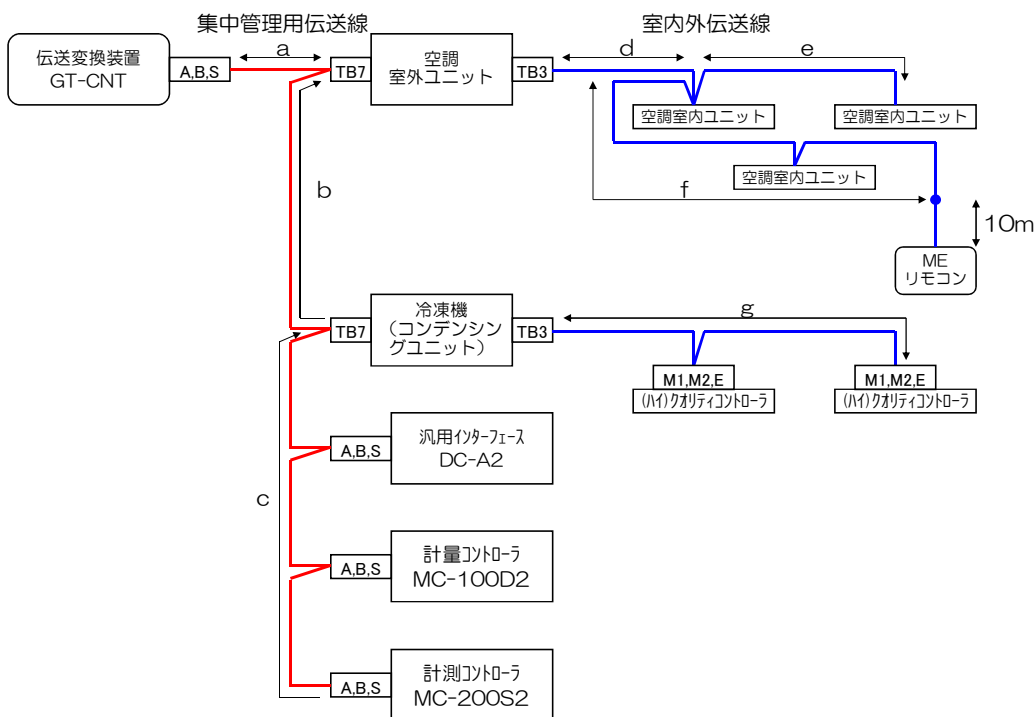 集中管理用伝送線
室内外伝送線
伝送変換装置
GT-CNT
A,B,S
a
TB7
空調
室外ユニット
TB3
d
e
空調室内ユニット
空調室内ユニット
空調室内ユニット
b
f
10m
ME
リモコン
TB7
冷凍機
(コンデンシン
グユニット)
TB3
g
M1,M2,E
(ハイ)クオリティコントローラ
M1,M2,E
(ハイ)クオリティコントローラ
c
A,B,S
汎用インターフェース
DC-A2
A,B,S
計量コントローラ
MC-100D2
A,B,S
計測コントローラ
MC-200S2